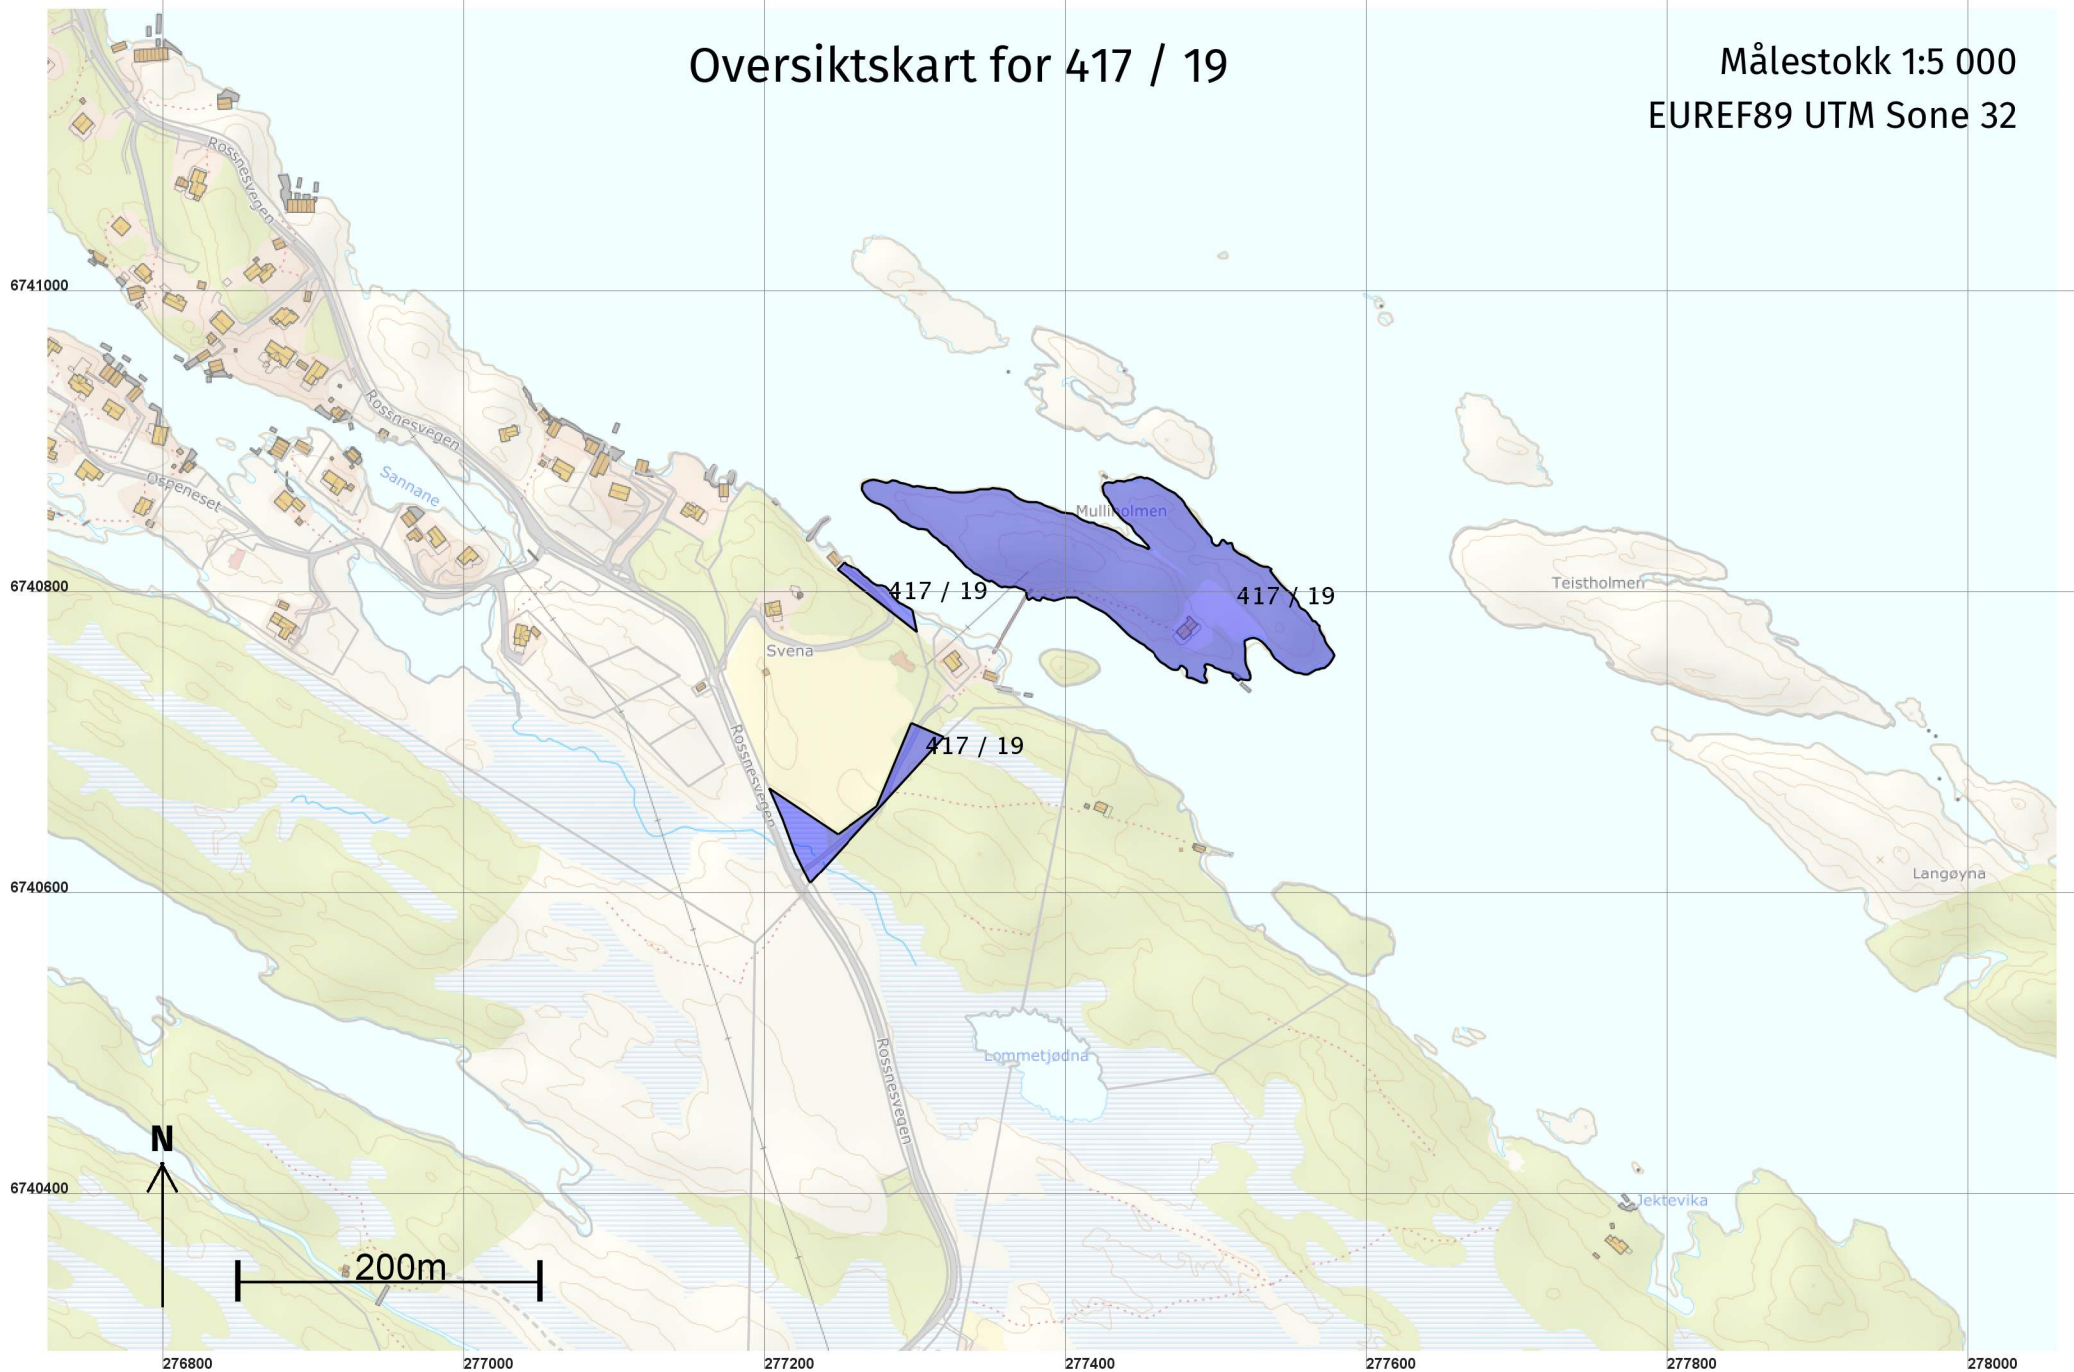 Oversiktskart for 417 / 19
Målestokk 1:5 000
EUREF89 UTM Sone 32
Rossnesvegen
6741000
Rossnesvegen
Sannane
Ospeneset
Mulliholmen
Teistholmen
6740800
417 / 19
417 / 19
Svena
417 / 19
Rossnesvegen
Langøyna
6740600
Lommetjødna
Rossnesvegen
N
6740400
Jektevika
200m
276800
277000
277200
277400
277600
277800
278000